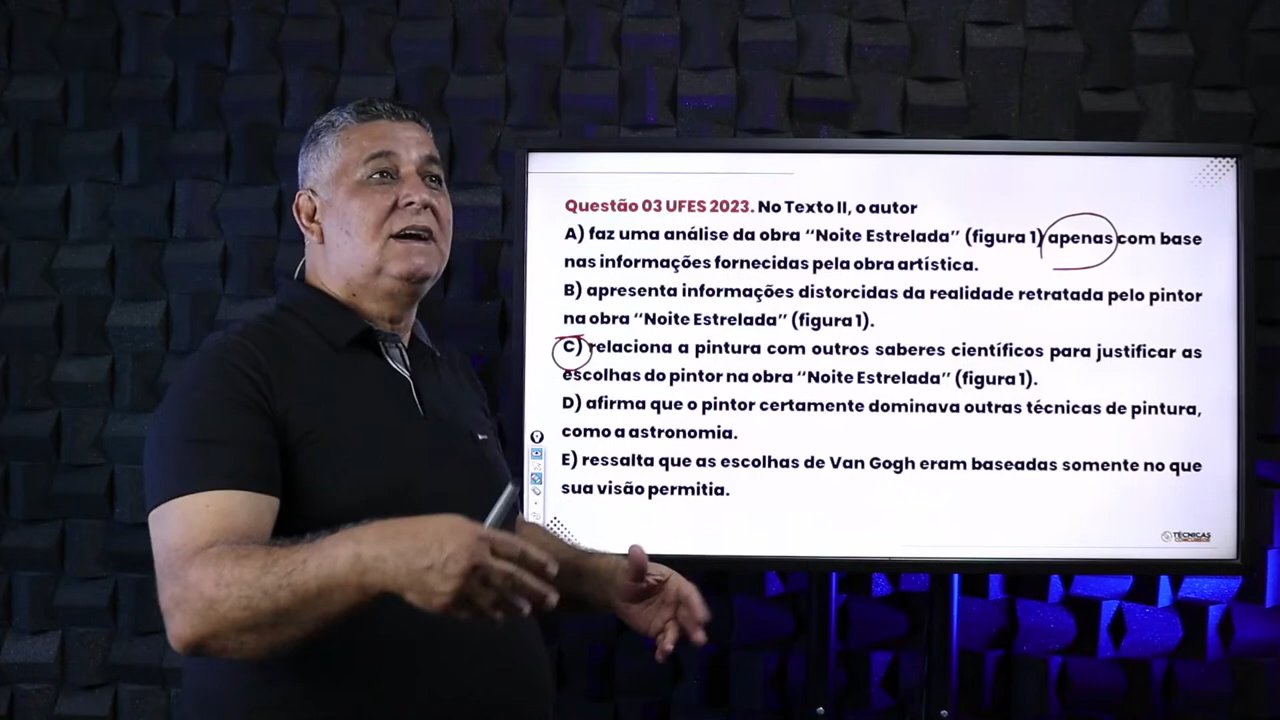 Questão 03 UFES 2023. No Texto II, o autor
A) faz uma análise da obra “Noite Estrelada” (figura 1) apenas com base
nas informações fornecidas pela obra artística.
B) apresenta informações distorcidas da realidade retratada pelo pintor
na obra “Noite Estrelada” (figura 1).
C) relaciona a pintura com outros saberes científicos para justificar as
escolhas do pintor na obra “Noite Estrelada” (figura 1).
D) afirma que o pintor certamente dominava outras técnicas de pintura,
como a astronomia.
E) ressalta que as escolhas de Van Gogh eram baseadas somente no que
sua visão permitia.
TÉCNICAS
CONCURSOS